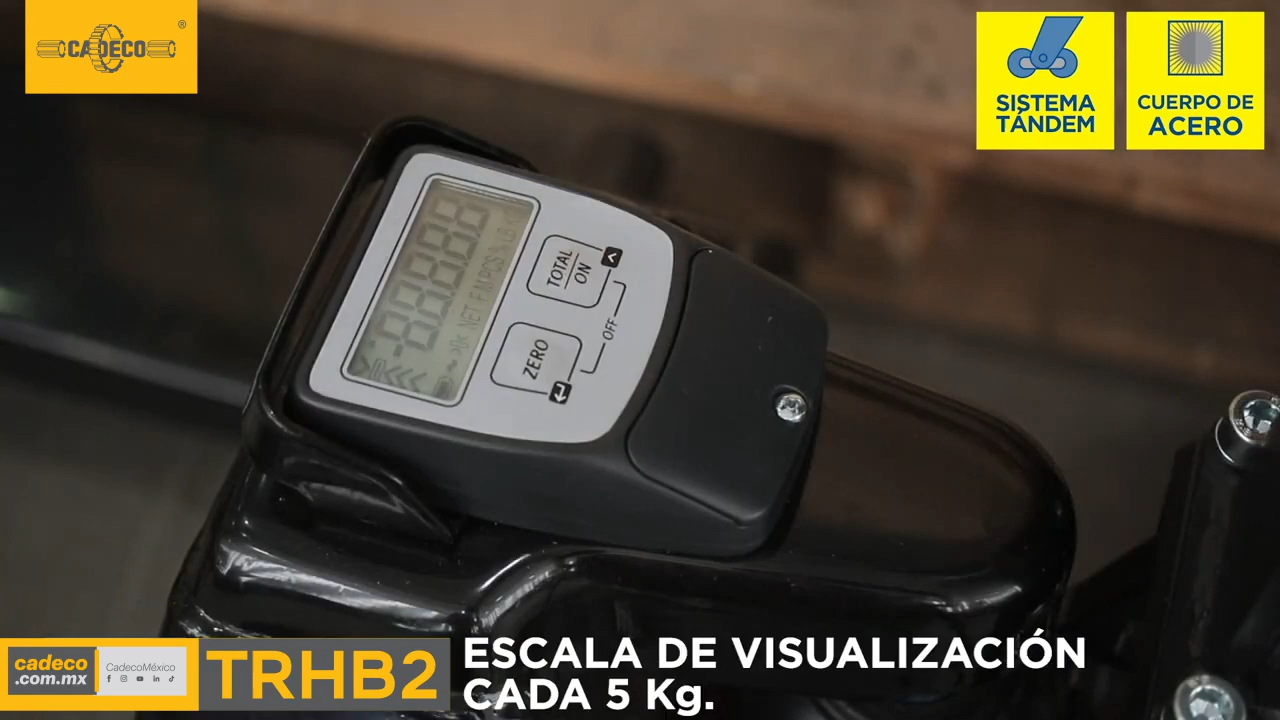 CADECO
®
SISTEMA
TÁNDEM
CUERPO DE
ACERO
-88888
NET
TOTAL
ON
OFF
ZERO
cadeco
.com.mx
CadecoMéxico
TRHB2
ESCALA DE VISUALIZACIÓN
CADA 5 Kg.